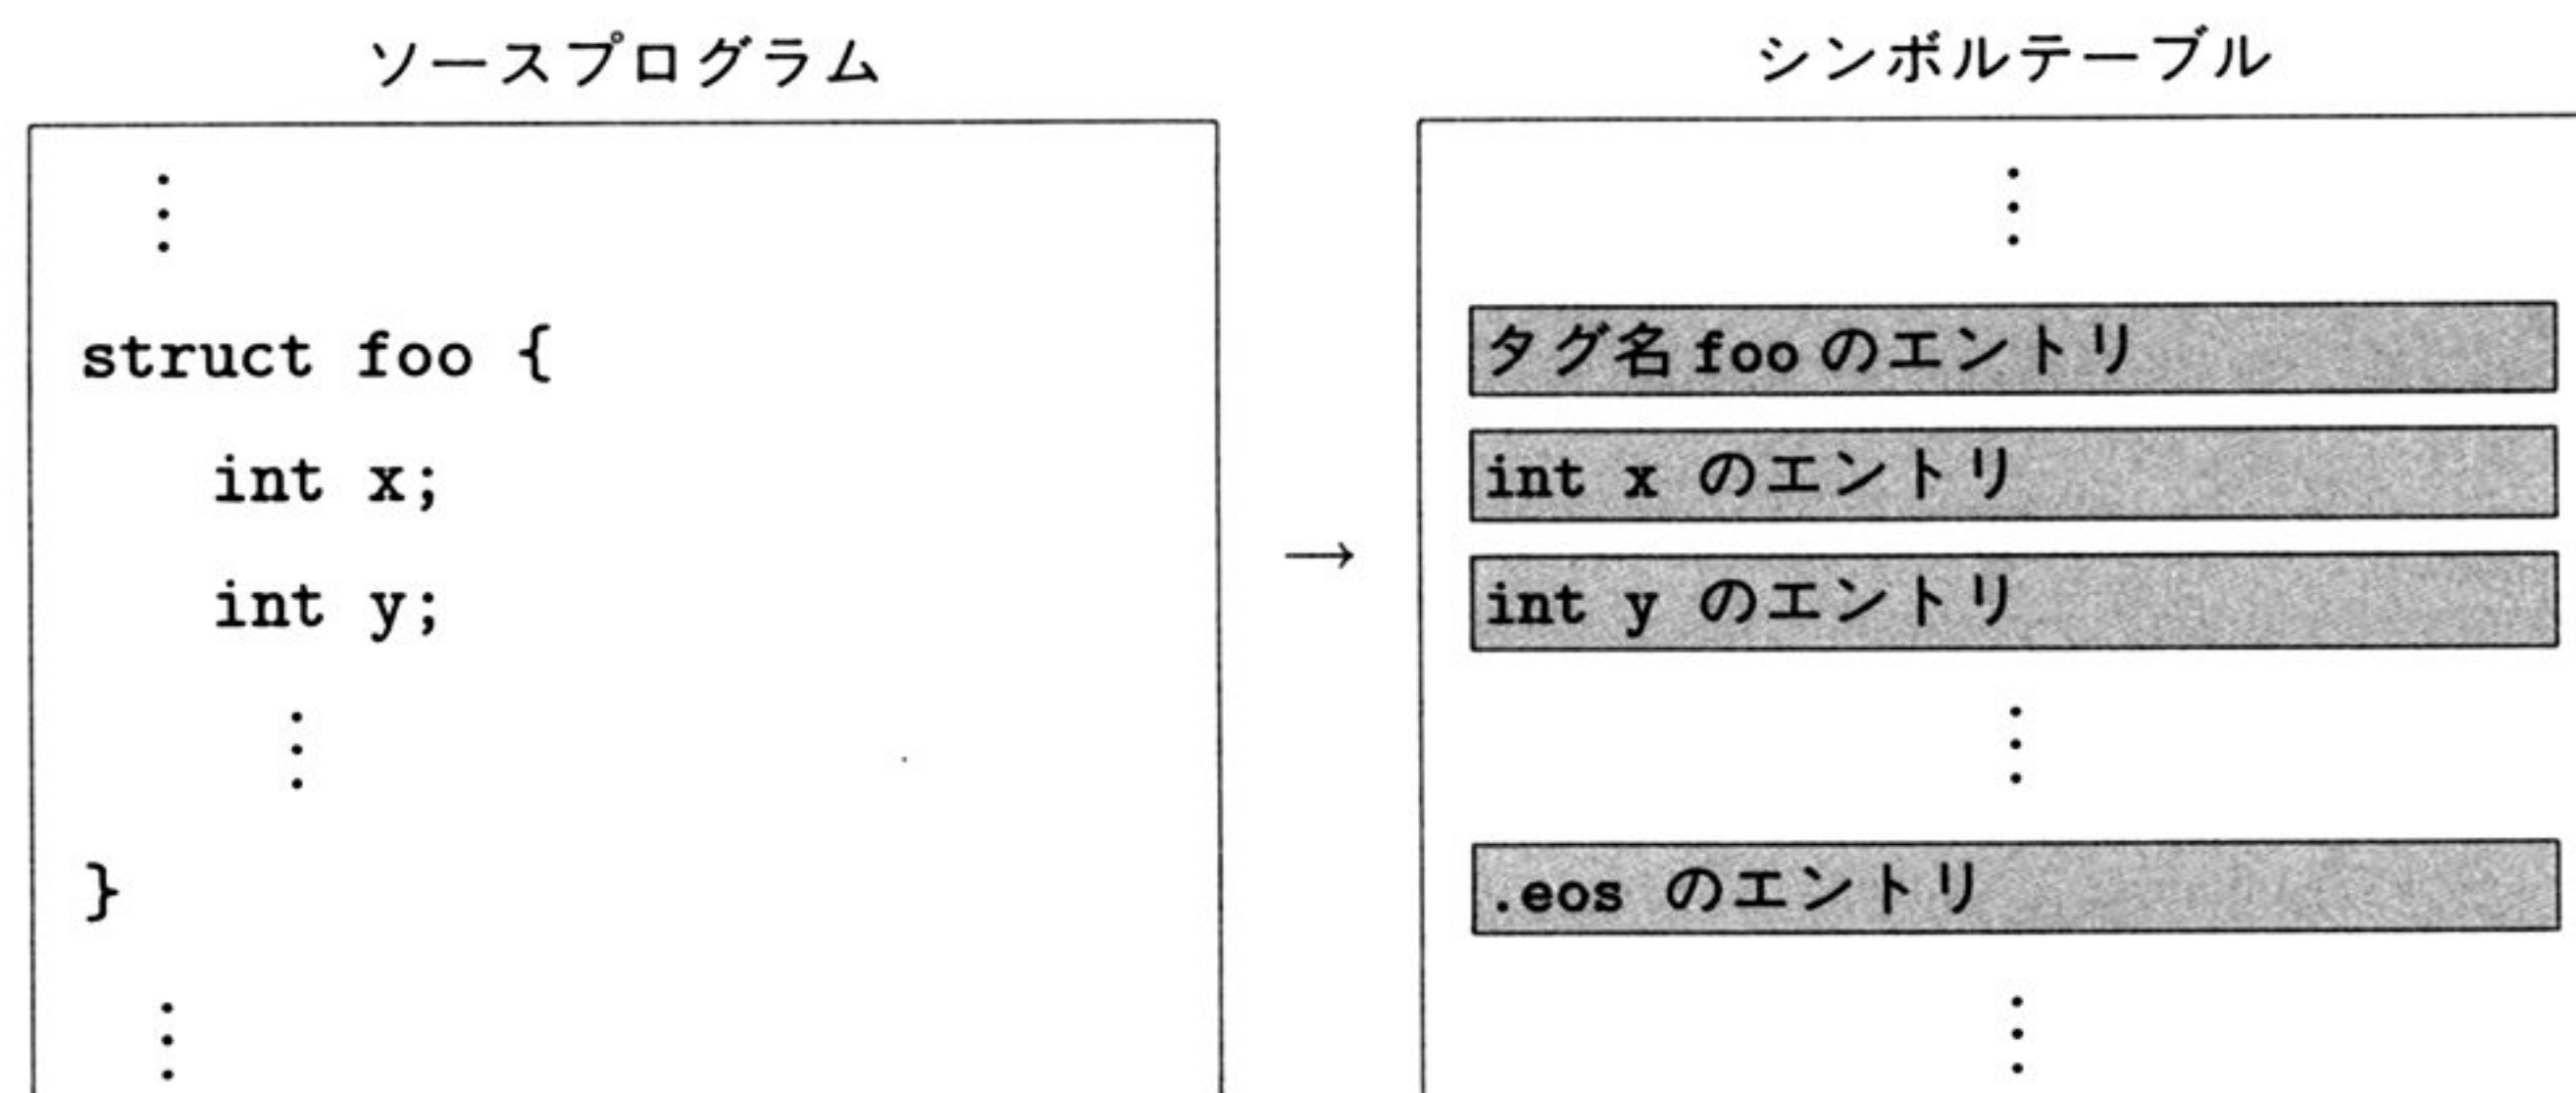 ソースプログラム
struct foo {
int x;
int y;
}
→
シンボルテーブル
タグ名 foo のエントリ
int x のエントリ
int y のエントリ
.eos のエントリ